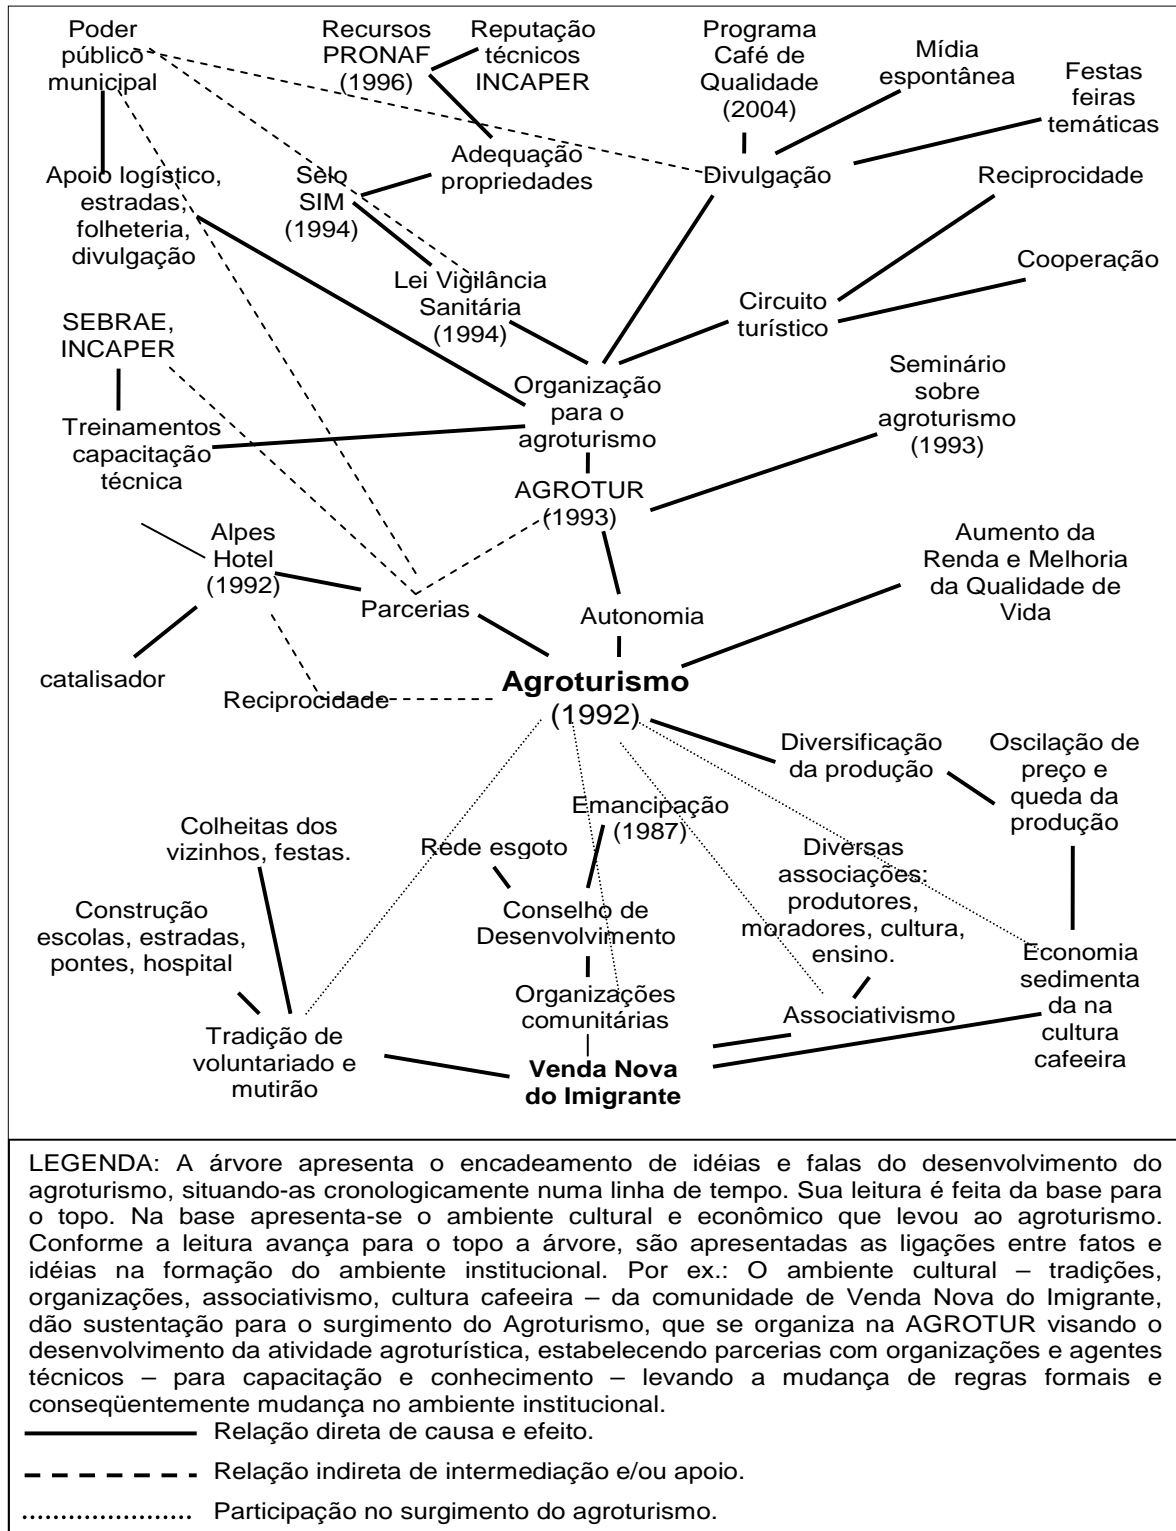 Poder
público
municipal
Recursos
PRONAF
(1996)
Reputação
técnicos
INCAPER
Programa
Café de
Qualidade
(2004)
Mídia
espontânea
Festas
feiras
temáticas
Apoio logístico,
estradas,
folheteria,
divulgação
Selo
SIM
(1994)
Adequação
propriedades
Divulgação
Reciprocidade
Lei Vigilância
Sanitária
(1994)
Circuito
turístico
Cooperação
SEBRAE,
INCAPER
Organização
para o
agroturismo
Seminário
sobre
agroturismo
(1993)
Treinamentos
capacitação
técnica
AGROTUR
(1993)
Alpes
Hotel
(1992)
Parcerias
Autonomia
Aumento da
Renda e Melhoria
da Qualidade de
Vida
catalisador
Reciprocidade
Agroturismo
(1992)
Diversificação
da produção
Oscilação de
preço e
queda da
produção
Colheitas dos
vizinhos, festas.
Rede esgoto
Emancipação
(1987)
Diversas
associações:
produtores,
moradores, cultura,
ensino.
Construção
escolas, estradas,
pontes, hospital
Conselho de
Desenvolvimento
Economia
sedimenta
da na
cultura
cafeeira
Organizações
comunitárias
Associativismo
Tradição de
voluntariado e
mutirão
Venda Nova
do Imigrante
LEGENDA: A árvore apresenta o encadeamento de idéias e falas do desenvolvimento do
agroturismo, situando-as cronologicamente numa linha de tempo. Sua leitura é feita da base para
o topo. Na base apresenta-se o ambiente cultural e econômico que levou ao agroturismo.
Conforme a leitura avança para o topo a árvore, são apresentadas as ligações entre fatos e
idéias na formação do ambiente institucional. Por ex.: O ambiente cultural – tradições,
organizações, associativismo, cultura cafeeira – da comunidade de Venda Nova do Imigrante,
dão sustentação para o surgimento do Agroturismo, que se organiza na AGROTUR visando o
desenvolvimento da atividade agroturística, estabelecendo parcerias com organizações e agentes
técnicos – para capacitação e conhecimento – levando a mudança de regras formais e
conseqüentemente mudança no ambiente institucional.
Relação direta de causa e efeito.
Relação indireta de intermediação e/ou apoio.
Participação no surgimento do agroturismo.